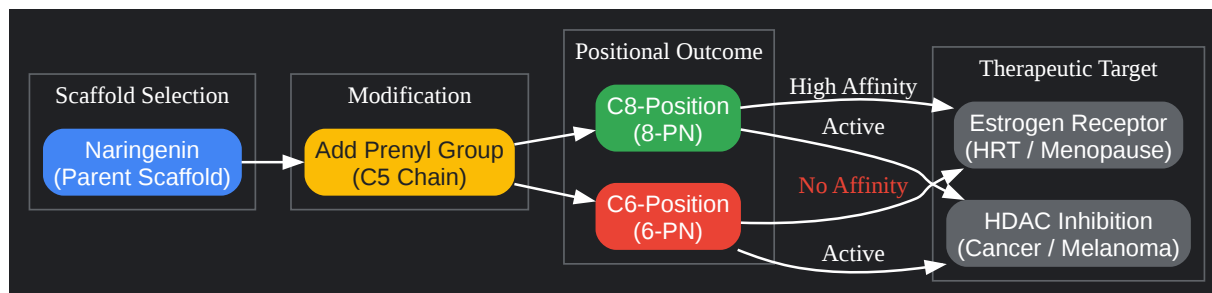 Scaffold Selection
Naringenin
(Parent Scaffold)
Modification
Add Prenyl Group
(C5 Chain)
Positional Outcome
C8-Position
(8-PN)
C6-Position
(6-PN)
High Affinity
Active
No Affinity
Active
Therapeutic Target
Estrogen Receptor
(HRT / Menopause)
HDAC Inhibition
(Cancer / Melanoma)